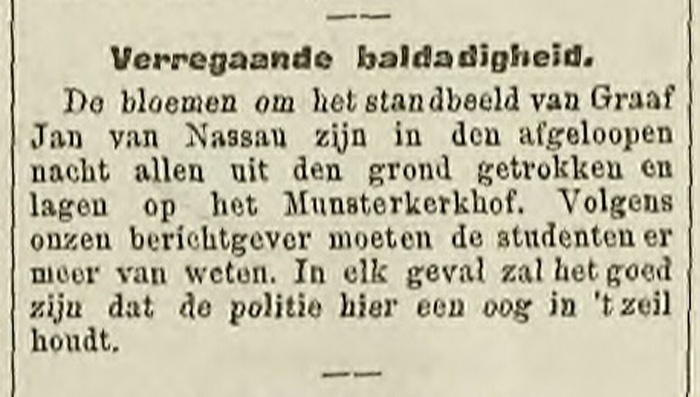 Verregaande baldadigheid.
De bloemen om het standbeeld van Graaf
Jan van Nassau zijn in den afgeloopen
nacht allen uit den grond getrokken en
lagen op het Munsterkerkhof. Volgens
onzen berichtgever moeten de studenten er
meer van weten. In elk geval zal het goed
zijn dat de politie hier een oog in 't zeil
houdt.